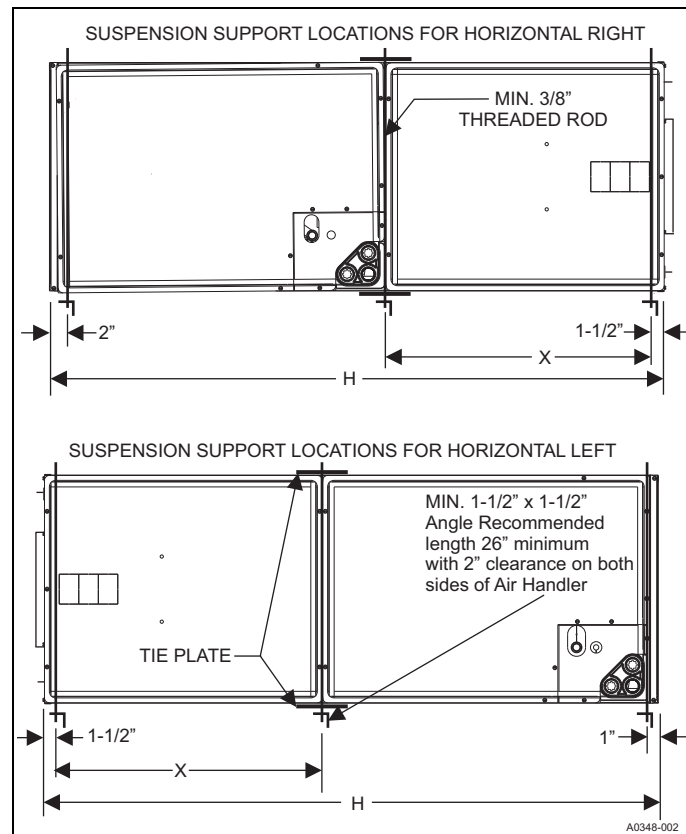 SUSPENSION SUPPORT LOCATIONS FOR HORIZONTAL RIGHT
MIN. 3/8"
THREADED ROD
2"
1-1/2"
X
H
SUSPENSION SUPPORT LOCATIONS FOR HORIZONTAL LEFT
MIN. 1-1/2" x 1-1/2"
Angle Recommended
length 26" minimum
with 2" clearance on both
sides of Air Handler
TIE PLATE
1-1/2"
1"
X
H
A0348-002